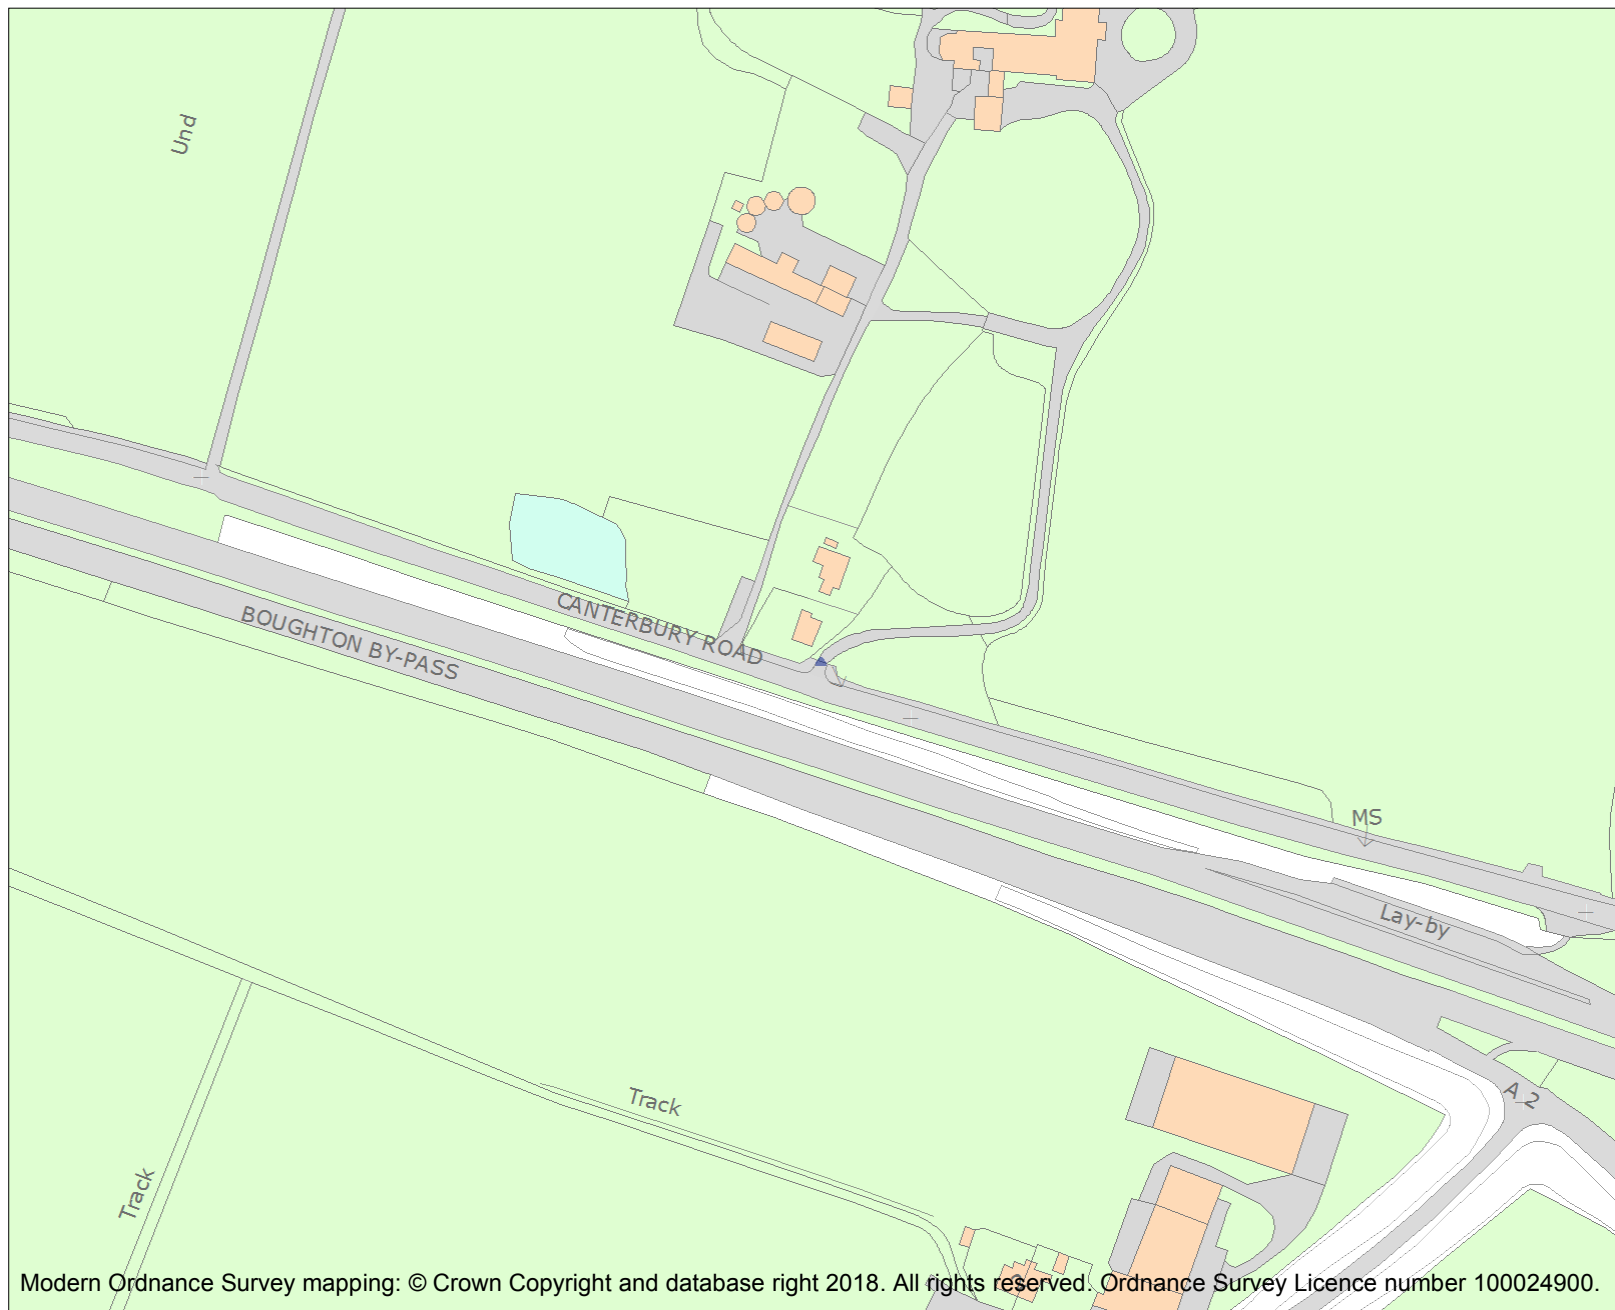 Und
CANTERBURY ROAD
BOUGHTON BY-PASS
MS
Lay-by
A 2
Track
Track
Modern Ordnance Survey mapping: © Crown Copyright and database right 2018. All rights reserved. Ordnance Survey Licence number 100024900.